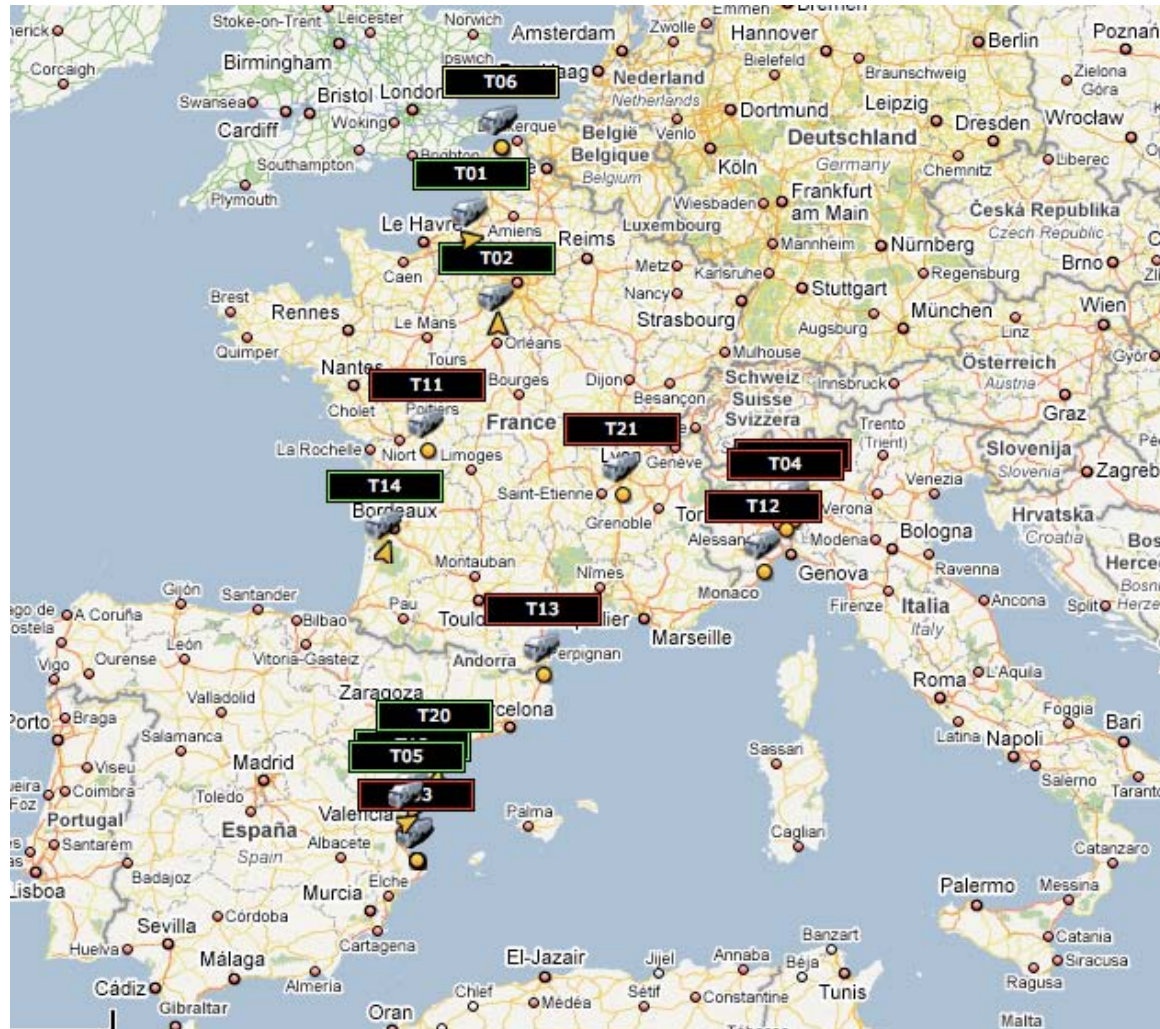 Stoke-on-Trent
Leicester
Norwich
Corcaigh
Birmingham
Ipswich
Amsterdam
Zwolle
Emmen
Hannover
Bielefeld
Braunschweig
Berlin
Poznań
Zielona
Góra
T06
Nederland
Netherlands
Swansea
Bristol
London
Cardiff
Woking
Southampton
Plymouth
Venlo
Dortmund
Leipzig
Dresden
Wrocław
België
Belgique
Belgium
Köln
Deutschland
Germany
Chemnitz
Liberec
T01
Wiesbaden
Frankfurt
am Main
Luxembourg
Česká Republika
Czech Republic
Le Havre
Amiens
Reims
Mannheim
Nürnberg
Caen
T02
Metz
Karlsruhe
Regensburg
Brno
Brest
Rennes
Nancy
Stuttgart
Le Mans
Strasbourg
Augsburg
München
Linz
Wien
Quimper
Orléans
Tours
Mulhouse
Österreich
Austria
Győr
Nantes
T11
Bourges
Dijon
Besançon
Schweiz
Suisse
Svizzera
Innsbruck
Graz
Cholet
Poitiers
France
T21
Trento
(Trient)
La Rochelle
Niort
Limoges
Lyon
Genève
T04
Slovenija
Slovenia
Zagreb
T14
Saint-Etienne
T12
Verona
Venezia
Bordeaux
Grenoble
Hrvatska
Croatia
Modena
Bologna
Montauban
Nîmes
Monaco
Genova
Ravenna
Gijón
Santander
A Coruña
Bilbao
Pau
T13
Marseille
Firenze
Italia
Italy
Ancona
Split
León
Vitoria-Gasteiz
Andorra
Vigo
Ourense
L'Aquila
Valladolid
Zaragoza
Roma
Foggia
Porto
Braga
T20
Latina
Napoli
Bari
Salamanca
Sassari
Viseu
Madrid
T05
Salerno
Coimbra
Toledo
Foz
Valencia
Palma
Portugal
España
Spain
Cagliari
Santarém
Albacete
Catanzaro
Lisboa
Badajoz
Elche
Murcia
Palermo
Messina
Sevilla
Córdoba
Cartagena
Huelva
Banzart
Catania
Málaga
El-Jazair
Jijel
Annaba
Béja
Siracusa
Cádiz
Almeria
Ragusa
Gibraltar
Chlef
Médéa
Sétif
Constantine
Tunis
Oran
Malta